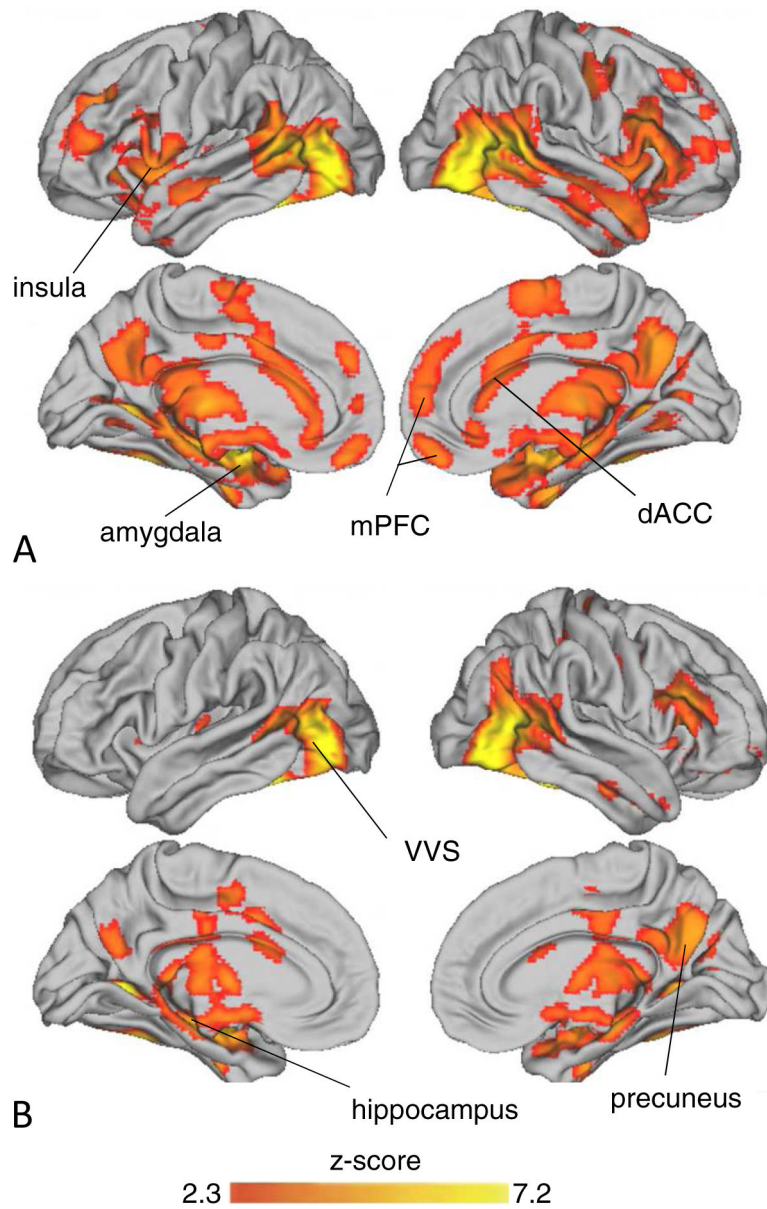 insula
amygdala
mPFC
dACC
A
VVS
hippocampus
precuneus
B
z-score
2.3
7.2